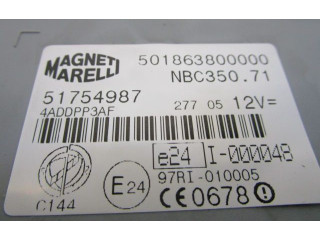 MAGNETI MARELLI
501863800000
NBC350.71
51754987
4ADDPP3AF
277 05 12V=
e24 I-000048
E24
97RI-010005
C144
CE0678